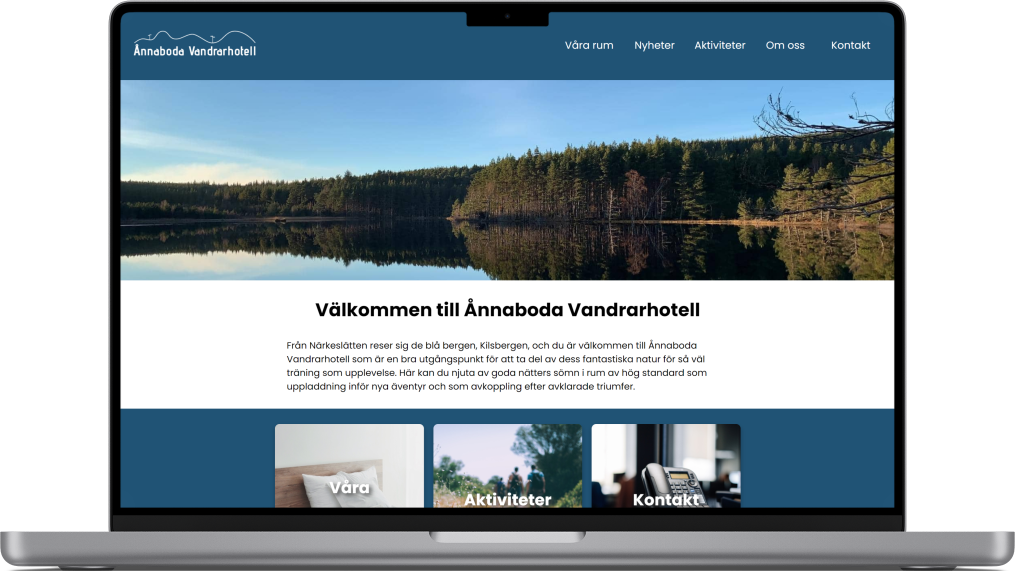 Ånnaboda Vandrarhotell
Våra rum Nyheter Aktiviteter Om oss Kontakt
Välkommen till Ånnaboda Vandrarhotell
Från Närkeslätten reser sig de blå bergen, Kilsbergen, och du är välkommen till Ånnaboda
Vandrarhotell som är en bra utgångspunkt för att ta del av dess fantastiska natur för så väl
träning som upplevelse. Här kan du njuta av goda nätters sömn i rum av hög standard som
uppladdning inför nya äventyr och som avkoppling efter avklarade triumfer.
Våra
Aktiviteter
Kontakt